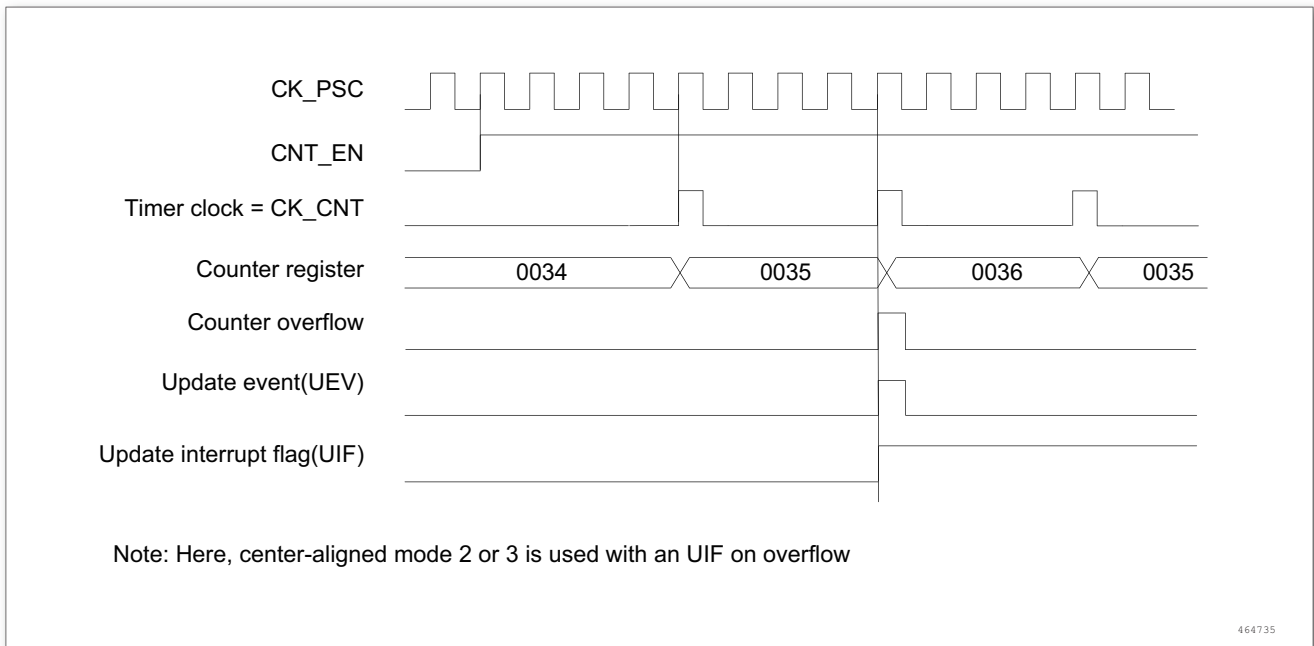 CK_PSC
CNT_EN
Timer clock = CK_CNT
Counter register 0034 0035 0036 0035
Counter overflow
Update event(UEV)
Update interrupt flag(UIF)
Note: Here, center-aligned mode 2 or 3 is used with an UIF on overflow
464735